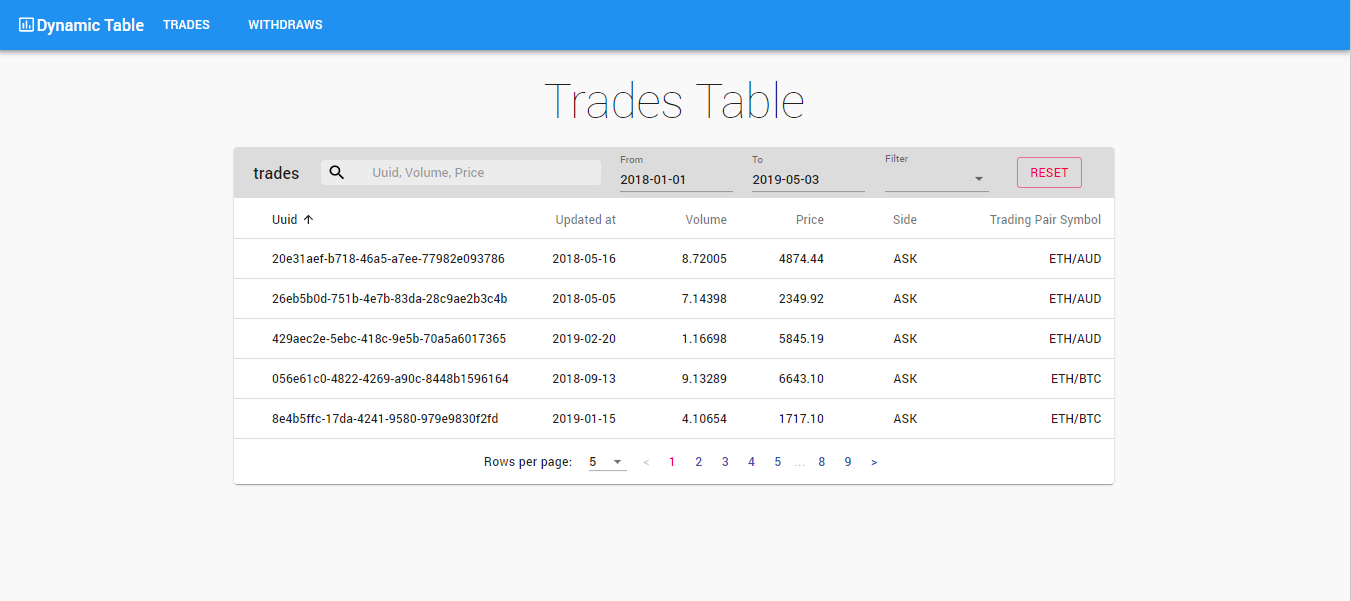 Dynamic Table TRADES WITHDRAWS
Trades Table
trades Uuid, Volume, Price From 2018-01-01 To 2019-05-03 Filter RESET
Uuid ↑ Updated at Volume Price Side Trading Pair Symbol
20e31aef-b718-46a5-a7ee-77982e093786 2018-05-16 8.72005 4874.44 ASK ETH/AUD
26eb5b0d-751b-4e7b-83da-28c9ae2b3c4b 2018-05-05 7.14398 2349.92 ASK ETH/AUD
429aec2e-5ebc-418c-9e5b-70a5a6017365 2019-02-20 1.16698 5845.19 ASK ETH/AUD
056e61c0-4822-4269-a90c-8448b1596164 2018-09-13 9.13289 6643.10 ASK ETH/BTC
8e4b5ffc-17da-4241-9580-979e9830f2fd 2019-01-15 4.10654 1717.10 ASK ETH/BTC
Rows per page: 5 < 1 2 3 4 5 ... 8 9 >